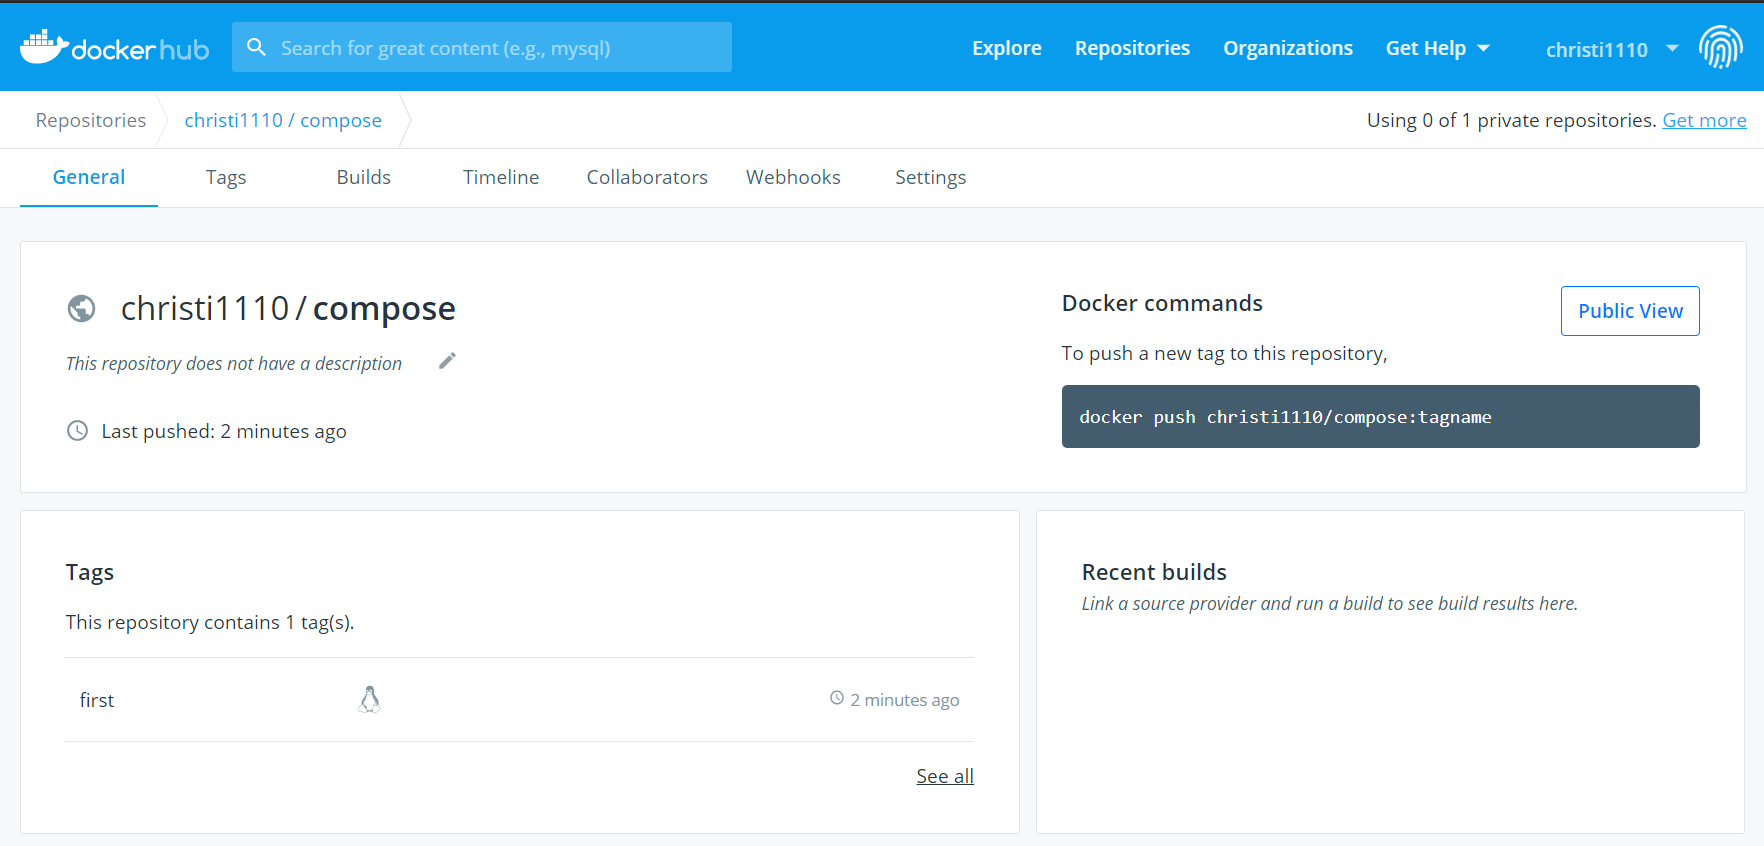 dockerhub
Search for great content (e.g., mysql)
Explore
Repositories
Organizations
Get Help
christi1110
Repositories
christi1110 / compose
Using 0 of 1 private repositories. Get more
General
Tags
Builds
Timeline
Collaborators
Webhooks
Settings
christi1110 / compose
This repository does not have a description
Last pushed: 2 minutes ago
Docker commands
Public View
To push a new tag to this repository,
docker push christi1110/compose:tagname
Tags
This repository contains 1 tag(s).
first
2 minutes ago
See all
Recent builds
Link a source provider and run a build to see build results here.